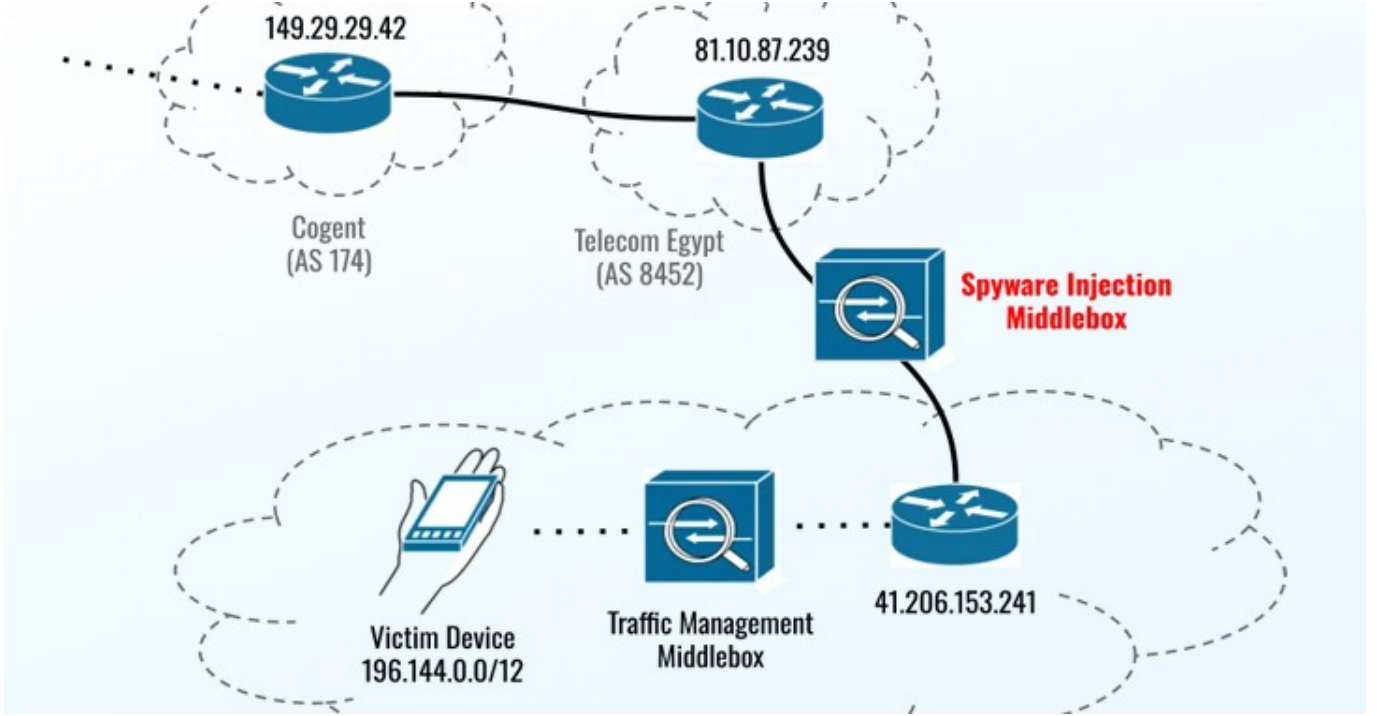 149.29.29.42
81.10.87.239
Cogent
(AS 174)
Telecom Egypt
(AS 8452)
Spyware Injection
Middlebox
Victim Device
196.144.0.0/12
Traffic Management
Middlebox
41.206.153.241